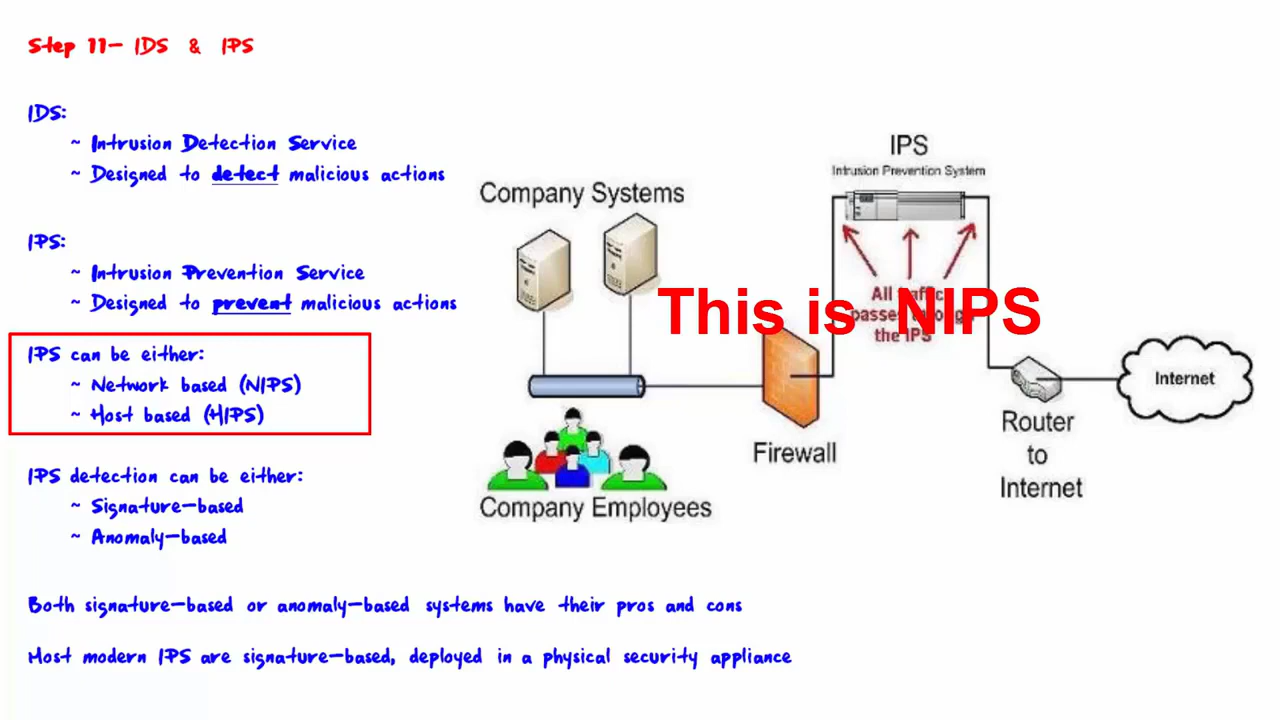 Step 11- IDS & IPS
IDS:
~ Intrusion Detection Service
~ Designed to detect malicious actions
IPS:
~ Intrusion Prevention Service
~ Designed to prevent malicious actions
IPS can be either:
~ Network based (NIPS)
~ Host based (HIPS)
IPS detection can be either:
~ Signature-based
~ Anomaly-based
Both signature-based or anomaly-based systems have their pros and cons
Most modern IPS are signature-based, deployed in a physical security appliance
Company Systems
Company Employees
Firewall
IPS
Intrusion Prevention System
All traffic
passes through
the IPS
This is NIPS
Router
to
Internet
Internet